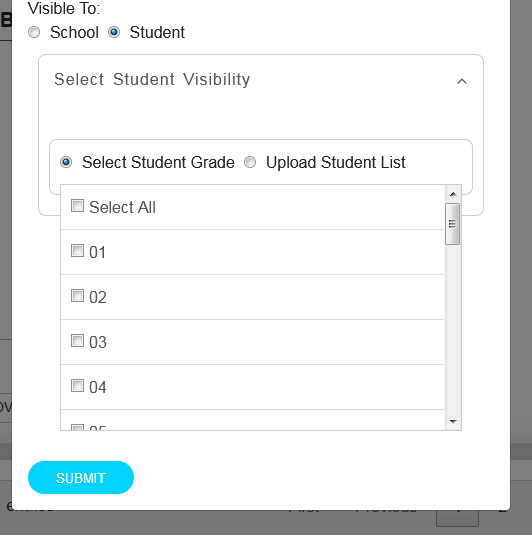 Visible To:
School Student
Select Student Visibility
Select Student Grade Upload Student List
Select All
01
02
03
04
SUBMIT